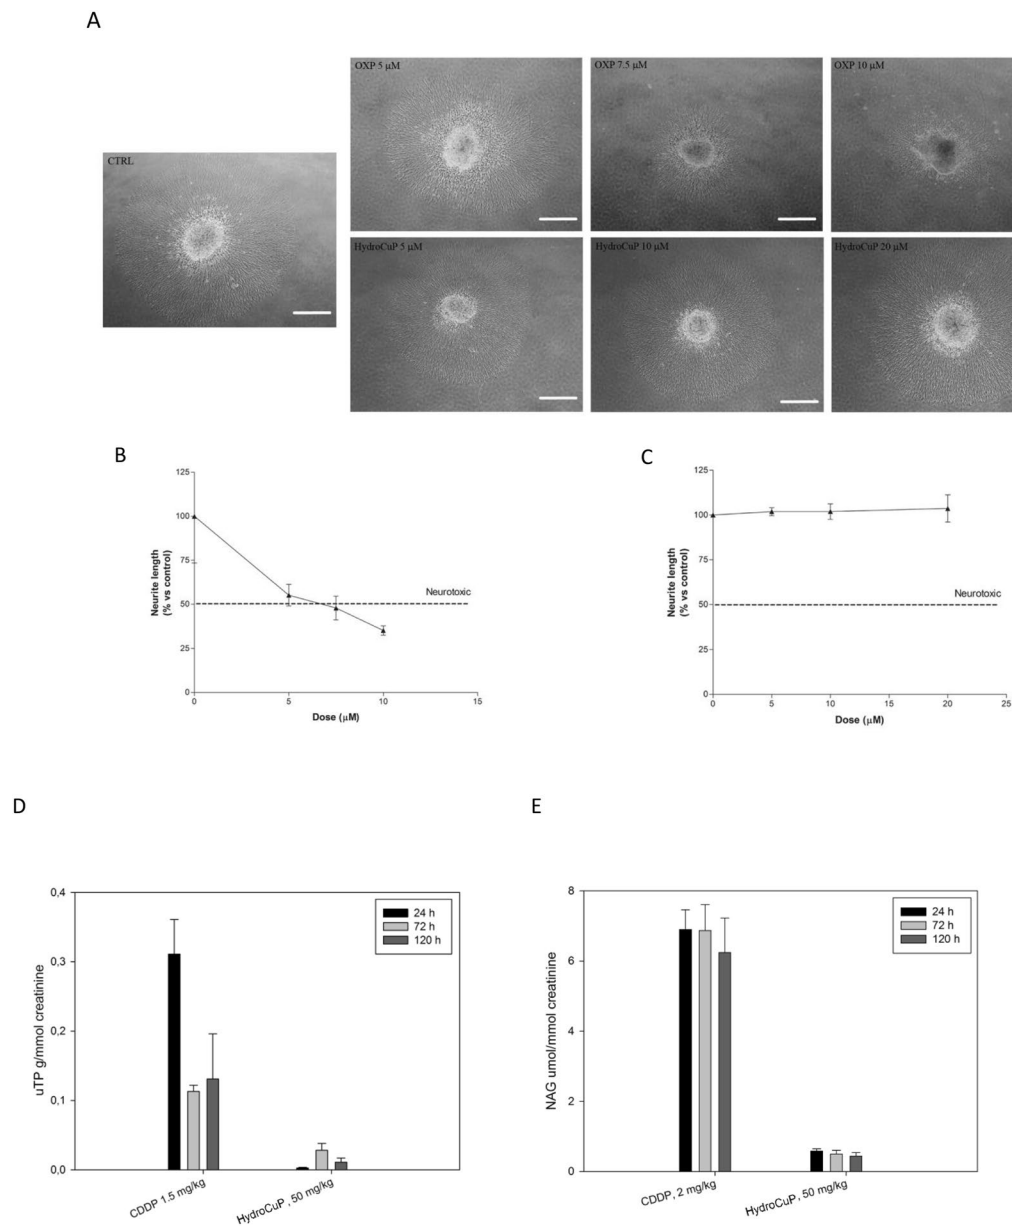 A
OXP 5 µM
OXP 7.5 µM
OXP 10 µM
CTRL
HydroCuP 5 µM
HydroCuP 10 µM
HydroCuP 20 µM
B
125
100
75
50
25
0
Neurite length
(% vs control)
Neurotoxic
0 5 10 15
Dose (µM)
C
125
100
75
50
25
0
Neurite length
(% vs control)
Neurotoxic
0 5 10 15 20 25
Dose (µM)
D
0,4
0,3
0,2
0,1
0,0
uTP g/mmol creatinine
24 h
72 h
120 h
CDDP 1.5 mg/kg
HydroCuP, 50 mg/kg
E
8
6
4
2
0
NAG umol/mmol creatinine
24 h
72 h
120 h
CDDP, 2 mg/kg
HydroCuP, 50 mg/kg